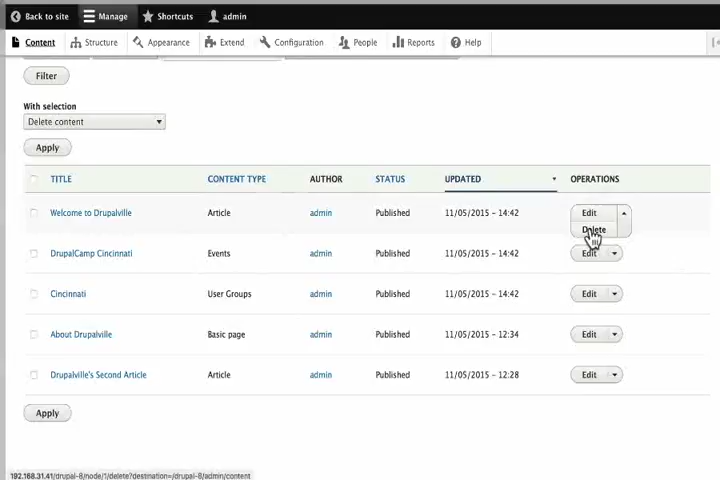 Back to site Manage Shortcuts admin
Content Structure Appearance Extend Configuration People Reports Help
Filter
With selection
Delete content
Apply
TITLE CONTENT TYPE AUTHOR STATUS UPDATED OPERATIONS
Welcome to Drupalville Article admin Published 11/05/2015 - 14:42 Edit
Delete
DrupalCamp Cincinnati Events admin Published 11/05/2015 - 14:42 Edit
Cincinnati User Groups admin Published 11/05/2015 - 14:42 Edit
About Drupalville Basic page admin Published 11/05/2015 - 12:34 Edit
Drupalville's Second Article Article admin Published 11/05/2015 - 12:28 Edit
Apply
192.168.31.41/drupal-8/node/1/delete?destination=/drupal-8/admin/content